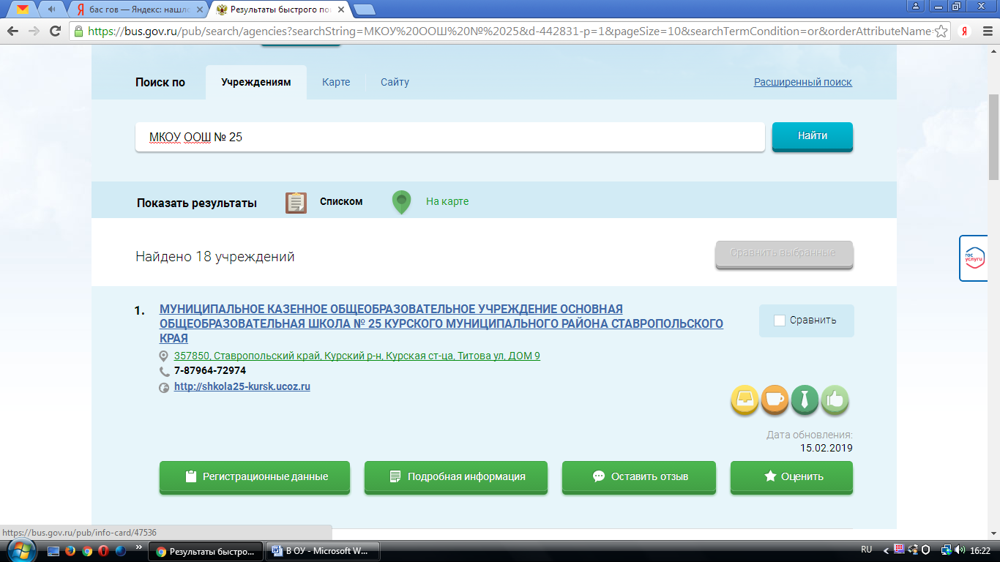 бас гов — Яндекс: нашло
Результаты быстрого по
https://bus.gov.ru/pub/search/agencies?searchString=МКОУ%20ООШ%20№%2025&d-442831-p=1&pageSize=10&searchTermCondition=or&orderAttributeName
Поиск по
Учреждениям
Карте
Сайту
Расширенный поиск
МКОУ ООШ № 25
Найти
Показать результаты
Списком
На карте
Найдено 18 учреждений
Сравнить выбранные
гос
услуги
1. МУНИЦИПАЛЬНОЕ КАЗЕННОЕ ОБЩЕОБРАЗОВАТЕЛЬНОЕ УЧРЕЖДЕНИЕ ОСНОВНАЯ
ОБЩЕОБРАЗОВАТЕЛЬНАЯ ШКОЛА № 25 КУРСКОГО МУНИЦИПАЛЬНОГО РАЙОНА СТАВРОПОЛЬСКОГО
КРАЯ
Сравнить
357850, Ставропольский край, Курский р-н, Курская ст-ца, Титова ул, ДОМ 9
7-87964-72974
http://shkola25-kursk.ucoz.ru
Дата обновления:
15.02.2019
Регистрационные данные
Подробная информация
Оставить отзыв
Оценить
https://bus.gov.ru/pub/info-card/47536
Результаты быстро...
В ОУ - Microsoft W...
RU
16:22